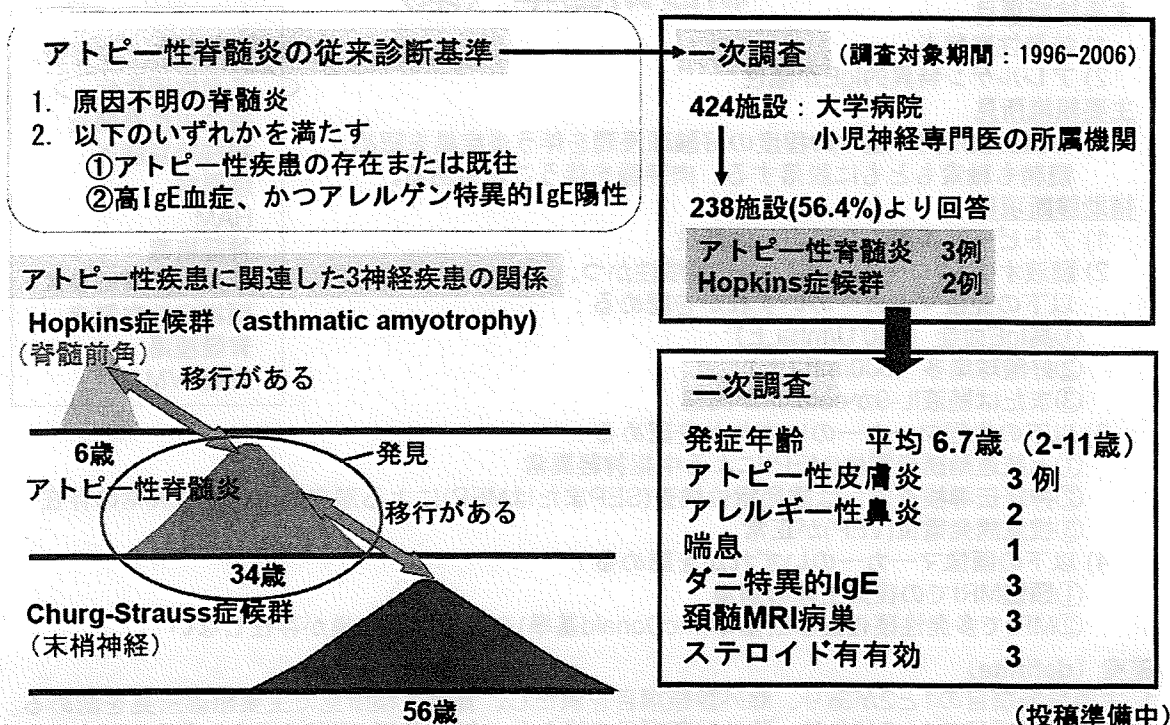 アトピー性脊髄炎の従来診断基準
1. 原因不明の脊髄炎
2. 以下のいずれかを満たす
①アトピー性疾患の存在または既往
②高IgE血症、かつアレルゲン特異的IgE陽性
一次調査 （調査対象期間：1996-2006）
424施設：大学病院
小児神経専門医の所属機関
238施設(56.4%)より回答
アトピー性脊髄炎 3例
Hopkins症候群 2例
アトピー性疾患に関連した3神経疾患の関係
Hopkins症候群（asthmatic amyotrophy）
（脊髄前角）
移行がある
6歳
発見
アトピー性脊髄炎
移行がある
34歳
Churg-Strauss症候群
（末梢神経）
56歳
二次調査
発症年齢 平均 6.7歳（2-11歳）
アトピー性皮膚炎 3 例
アレルギー性鼻炎 2
喘息 1
ダニ特異的IgE 3
頚髄MRI病巣 3
ステロイド有有効 3
（投稿準備中）